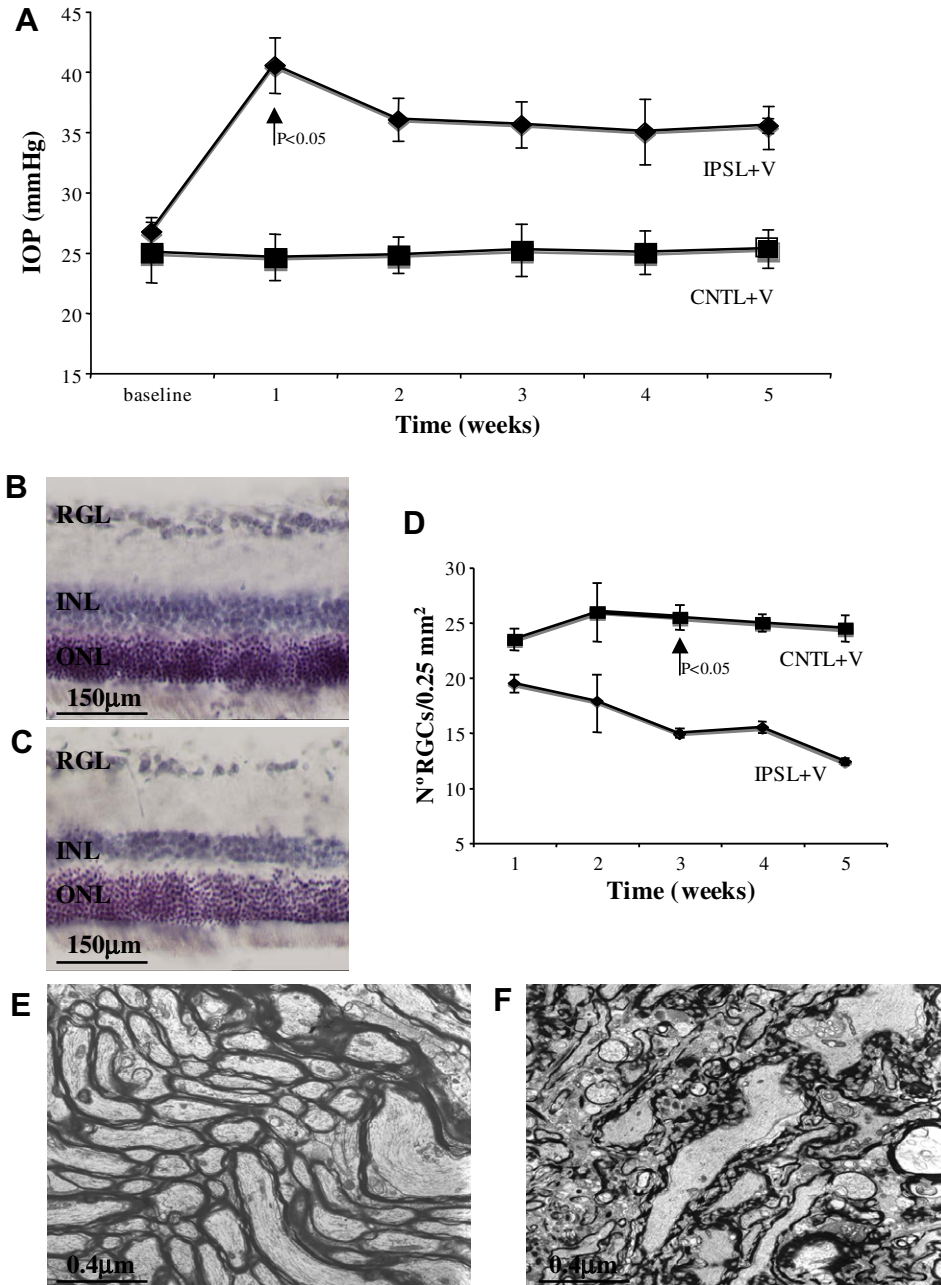 A
45
40
35
30
25
20
15
IOP (mmHg)
P<0.05
IPSL+V
CNTL+V
baseline 1 2 3 4 5
Time (weeks)
B
RGL
INL
ONL
150μm
C
RGL
INL
ONL
150μm
D
30
25
20
15
10
5
NºRGCs/0.25 mm²
P<0.05
CNTL+V
IPSL+V
1 2 3 4 5
Time (weeks)
E
0.4μm
F
0.4μm